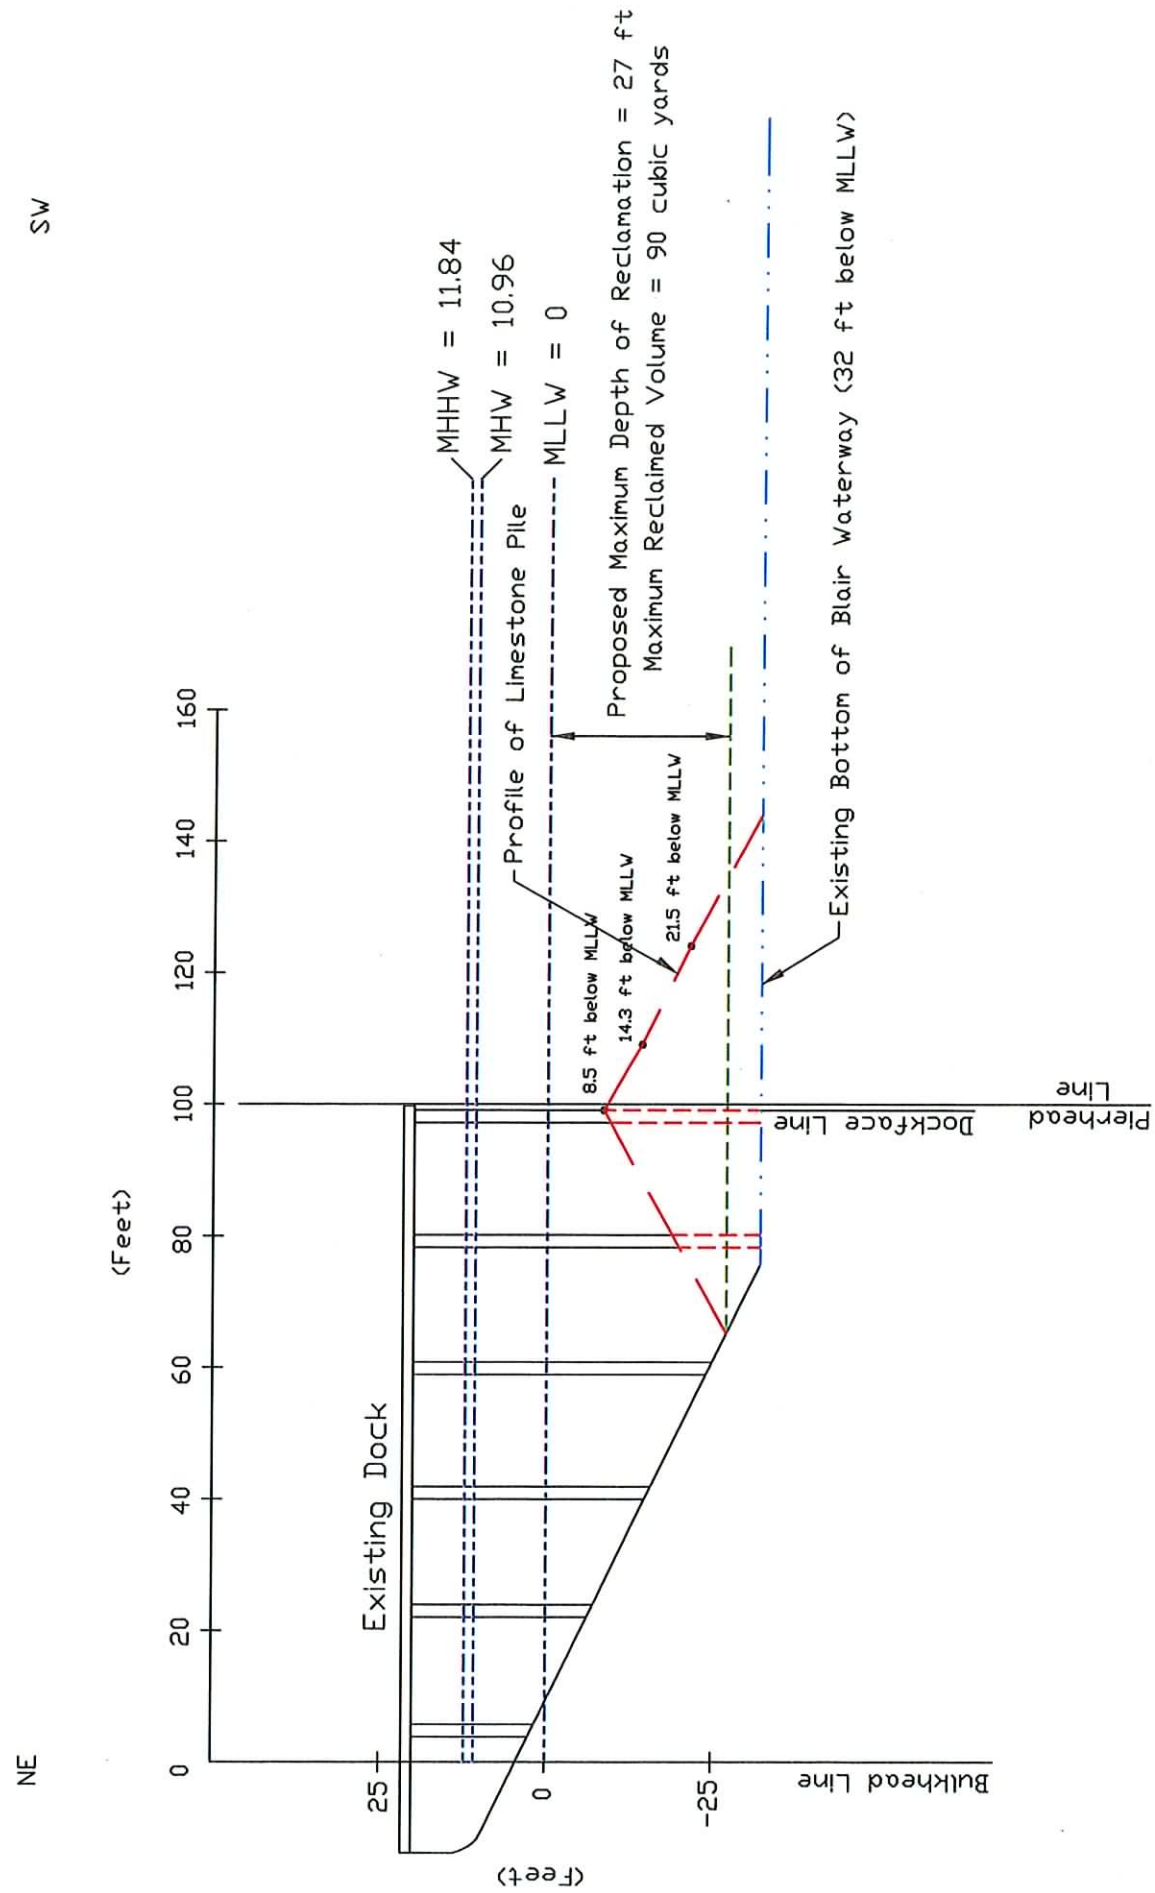 NE
SW
(Feet)
0
20
40
60
80
100
120
140
160
Existing Dock
MHHW = 11.84
MHW = 10.96
MLLW = 0
Profile of Limestone Pile
Proposed Maximum Depth of Reclamation = 27 ft
Maximum Reclaimed Volume = 90 cubic yards
8.5 ft below MLLW
14.3 ft below MLLW
21.5 ft below MLLW
25
0
-25
(Feet)
Existing Bottom of Blair Waterway (32 ft below MLLW)
Bulkhead Line
Dockface Line
Pierhead
Line